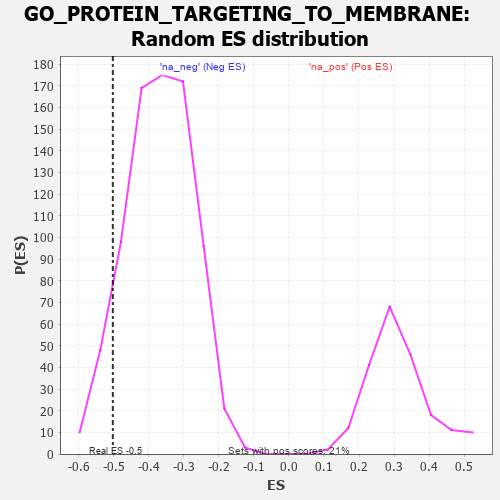 GO_PROTEIN_TARGETING_TO_MEMBRANE:
Random ES distribution
'na_neg' (Neg ES)
'na_pos' (Pos ES)
180
170
160
150
140
130
120
110
100
90
80
70
60
50
40
30
20
10
0
P(ES)
Real ES -0.5
Sets with pos scores: 21%
-0.6 -0.5 -0.4 -0.3 -0.2 -0.1 0.0 0.1 0.2 0.3 0.4 0.5
ES